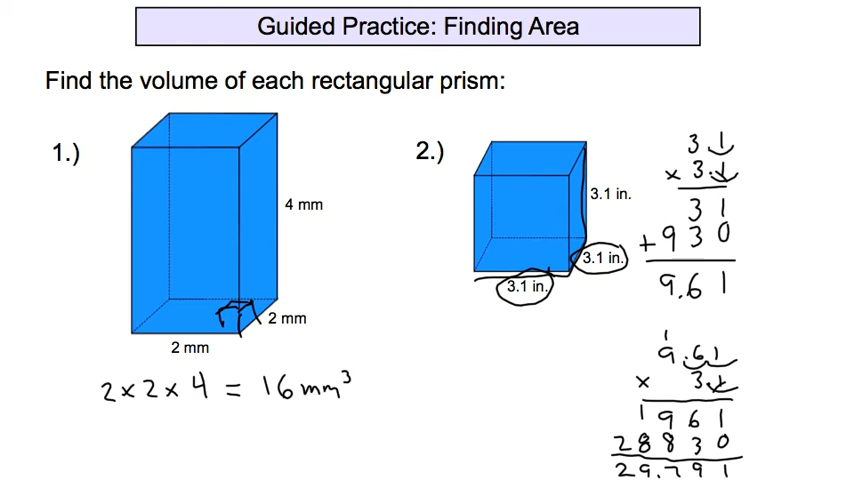 Guided Practice: Finding Area
Find the volume of each rectangular prism:
1.)
4 mm
2 mm
2 mm
2 x 2 x 4 = 16 mm³
2.)
3.1 in.
3.1 in.
3.1 in.
3 1
x 3.1
3 1
+ 9 3 0
9.6 1
1
9.61
x 3.1
1
9 6 1
2 8 8 3 0
2 9.7 9 1